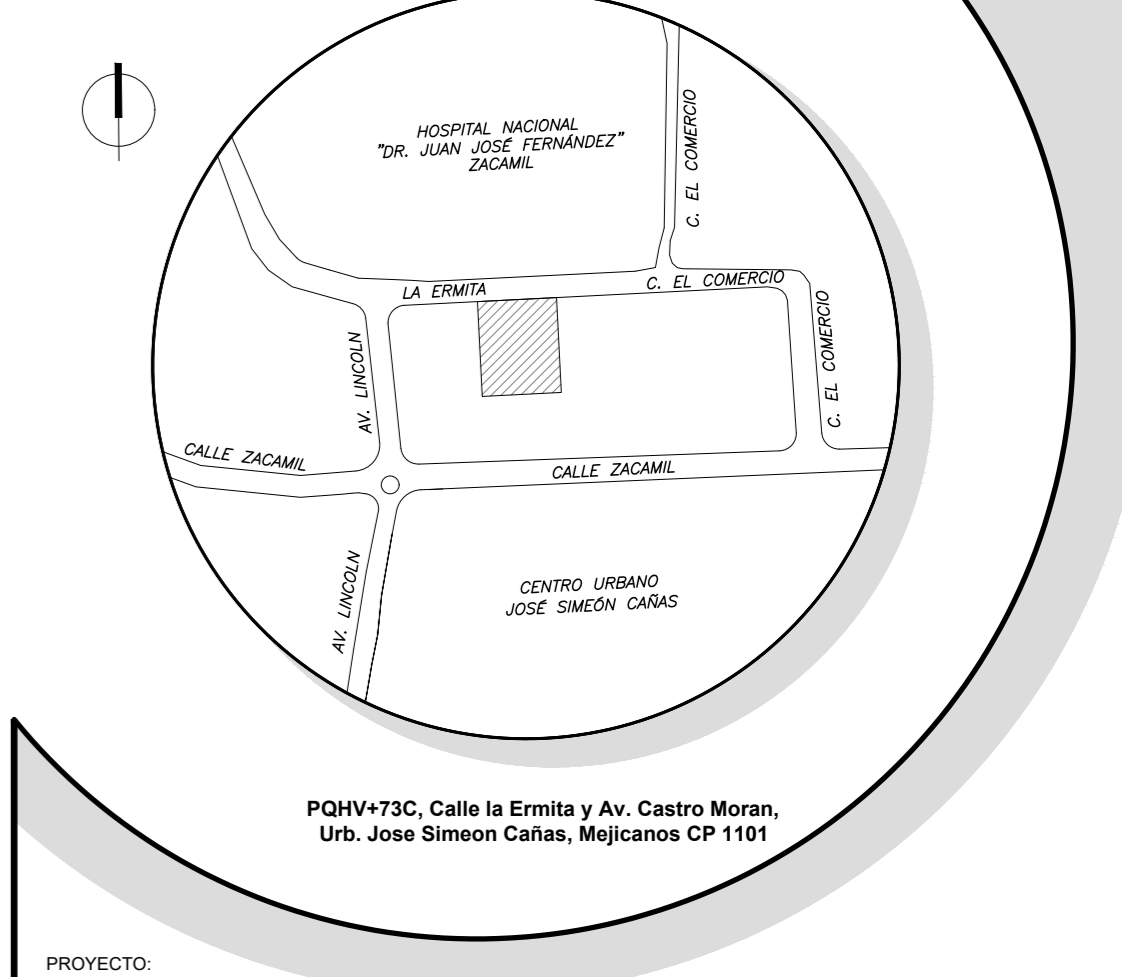 HOSPITAL NACIONAL
"DR. JUAN JOSÉ FERNÁNDEZ"
ZACAMIL
C. EL COMERCIO
LA ERMITA
C. EL COMERCIO
C. EL COMERCIO
AV. LINCOLN
CALLE ZACAMIL
CALLE ZACAMIL
AV. LINCOLN
CENTRO URBANO
JOSÉ SIMEÓN CAÑAS
PQHV+73C, Calle la Ermita y Av. Castro Moran,
Urb. Jose Simeon Cañas, Mejicanos CP 1101
PROYECTO: